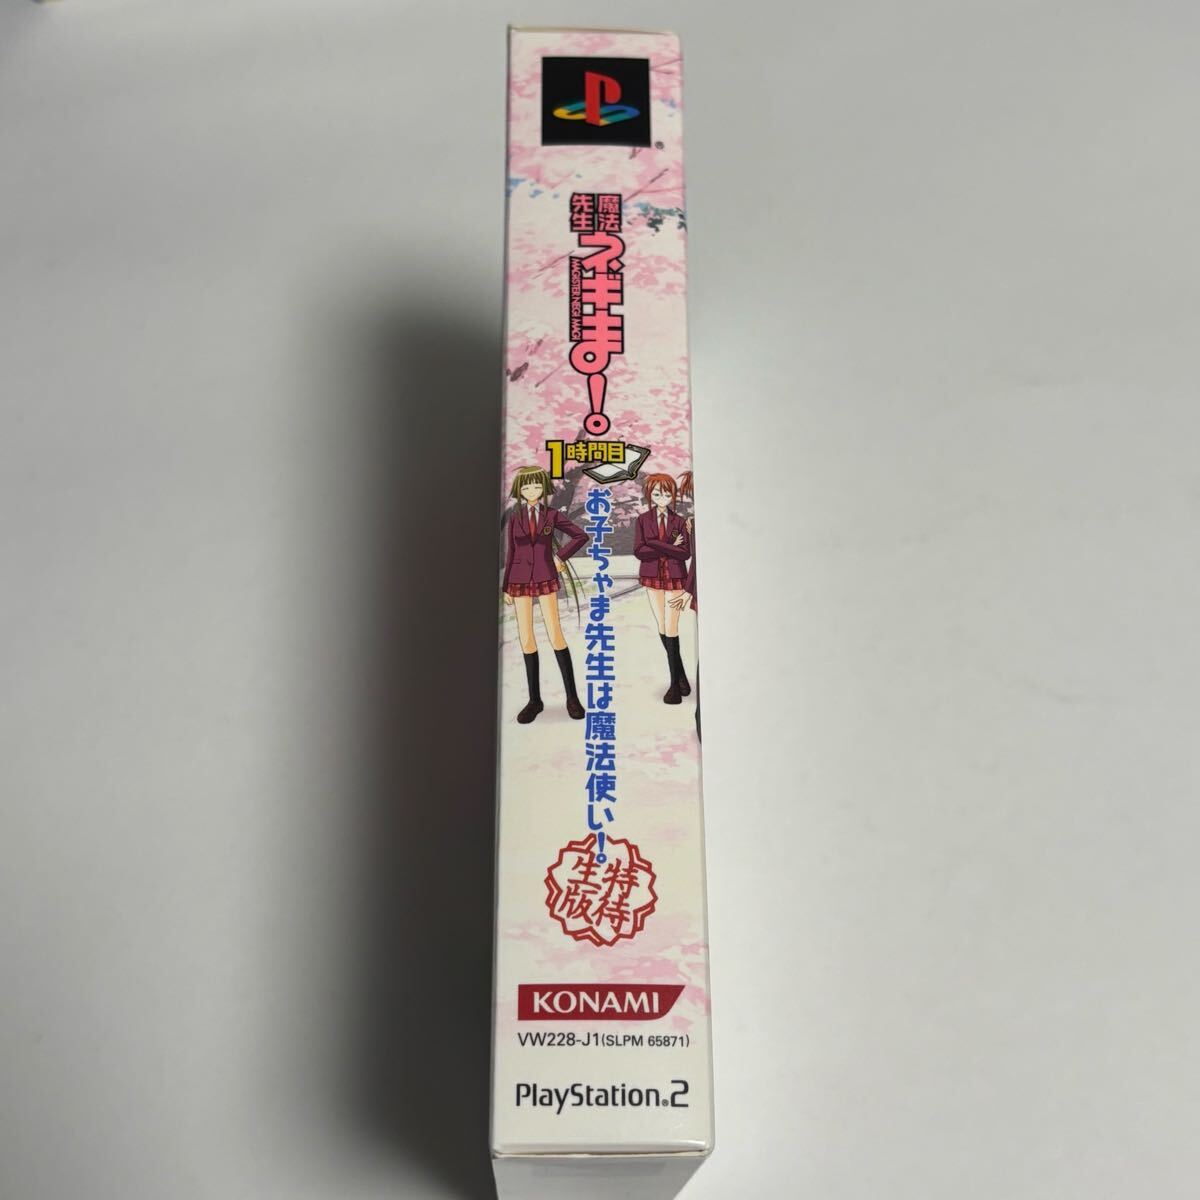 ®
魔法
先生
ネギま!。
MAGISTER NEGI MAGI
1時間目
お子ちゃま先生は魔法使い!。
特待
生版
KONAMI
VW228-J1(SLPM 65871)
PlayStation®2